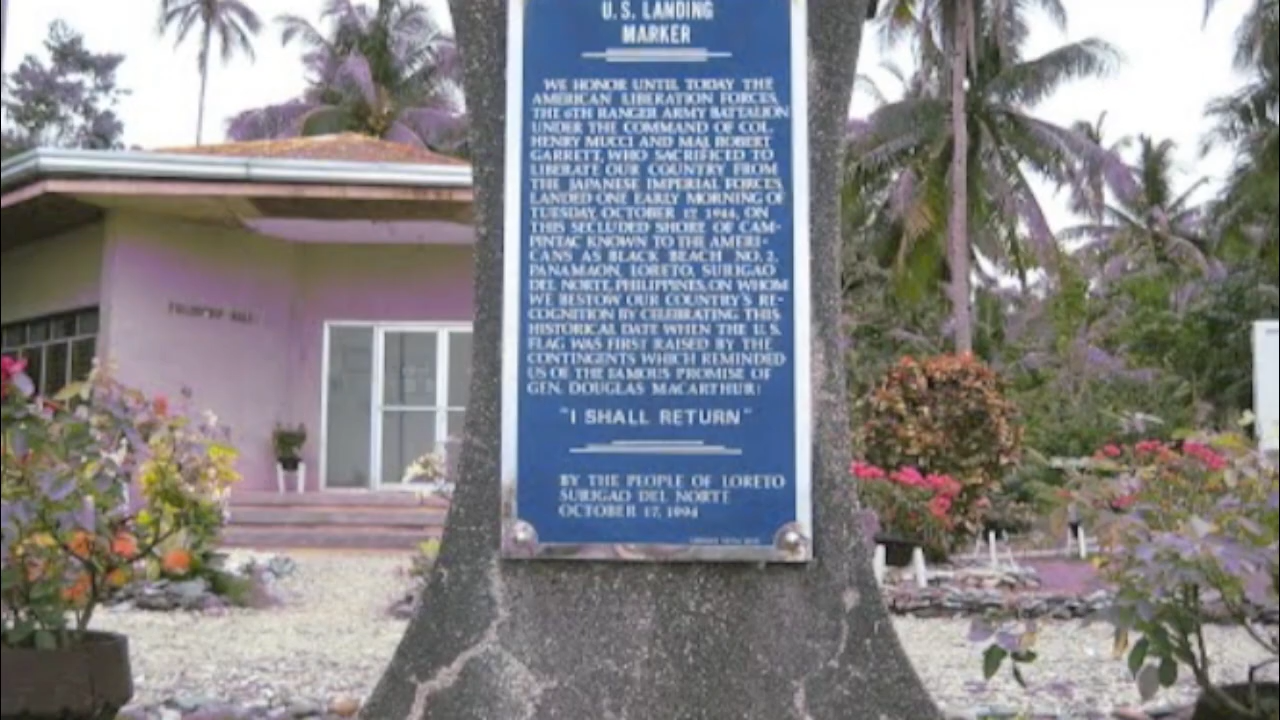 U.S. LANDING
MARKER
WE HONOR UNTIL TODAY THE
AMERICAN LIBERATION FORCES,
THE 6TH RANGER ARMY BATTALION
UNDER THE COMMAND OF COL.
HENRY MUCCI AND MAJ. ROBERT
GARRETT, WHO SACRIFICED TO
LIBERATE OUR COUNTRY FROM
THE JAPANESE IMPERIAL FORCES,
LANDED ONE EARLY MORNING OF
TUESDAY, OCTOBER 17, 1944, ON
THIS SECLUDED SHORE OF CAM-
PINTAC KNOWN TO THE AMERI-
CANS AS BLACK BEACH NO. 2,
PANAMAON, LORETO, SURIGAO
DEL NORTE, PHILIPPINES, ON WHOM
WE BESTOW OUR COUNTRY'S RE-
COGNITION BY CELEBRATING THIS
HISTORICAL DATE WHEN THE U.S.
FLAG WAS FIRST RAISED BY THE
CONTINGENTS WHICH REMINDED
US OF THE FAMOUS PROMISE OF
GEN. DOUGLAS MACARTHUR:
"I SHALL RETURN"
BY THE PEOPLE OF LORETO
SURIGAO DEL NORTE
OCTOBER 17, 1994